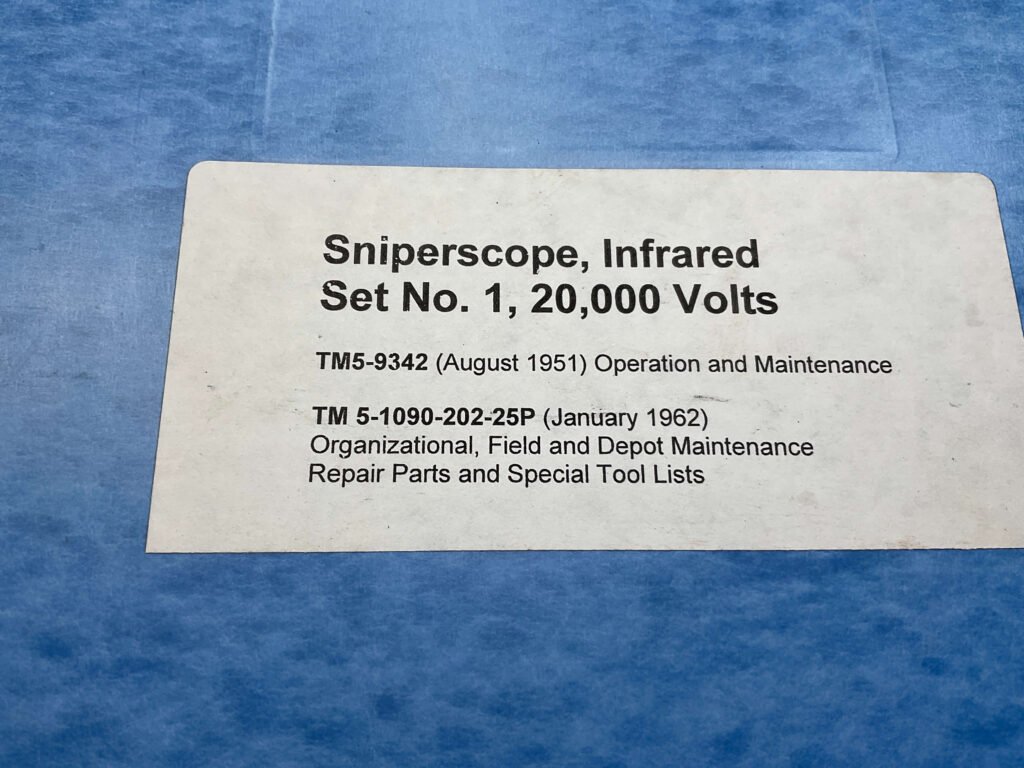 Sniperscope, Infrared
Set No. 1, 20,000 Volts
TM5-9342 (August 1951) Operation and Maintenance
TM 5-1090-202-25P (January 1962)
Organizational, Field and Depot Maintenance
Repair Parts and Special Tool Lists